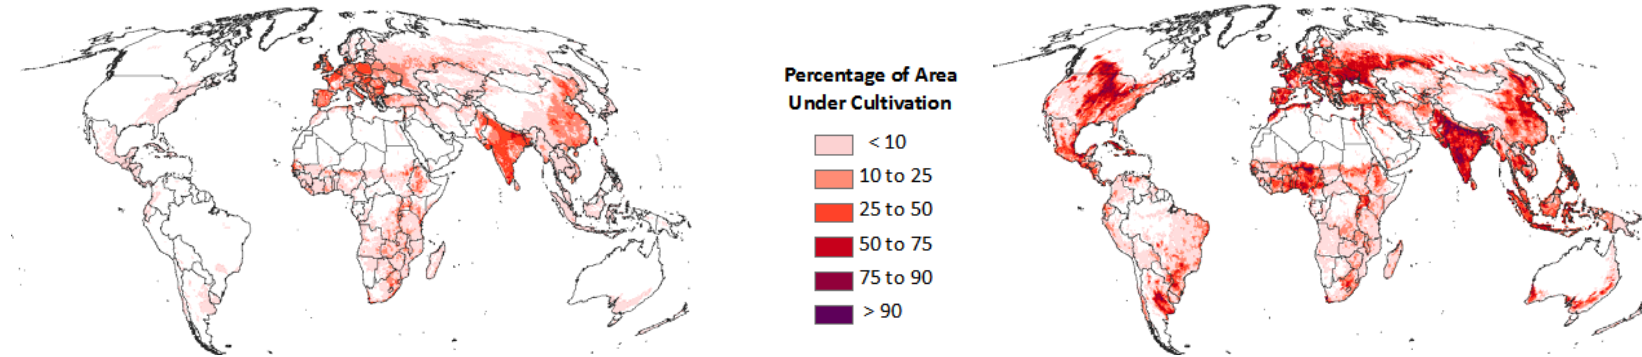 Percentage of Area
Under Cultivation
< 10
10 to 25
25 to 50
50 to 75
75 to 90
> 90